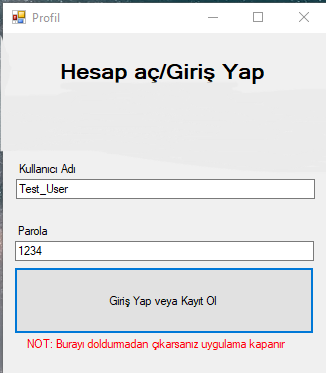 Profil
Hesap aç/Giriş Yap
Kullanıcı Adı
Test_User
Parola
1234
Giriş Yap veya Kayıt Ol
NOT: Burayı doldurmadan çıkarsanız uygulama kapanır